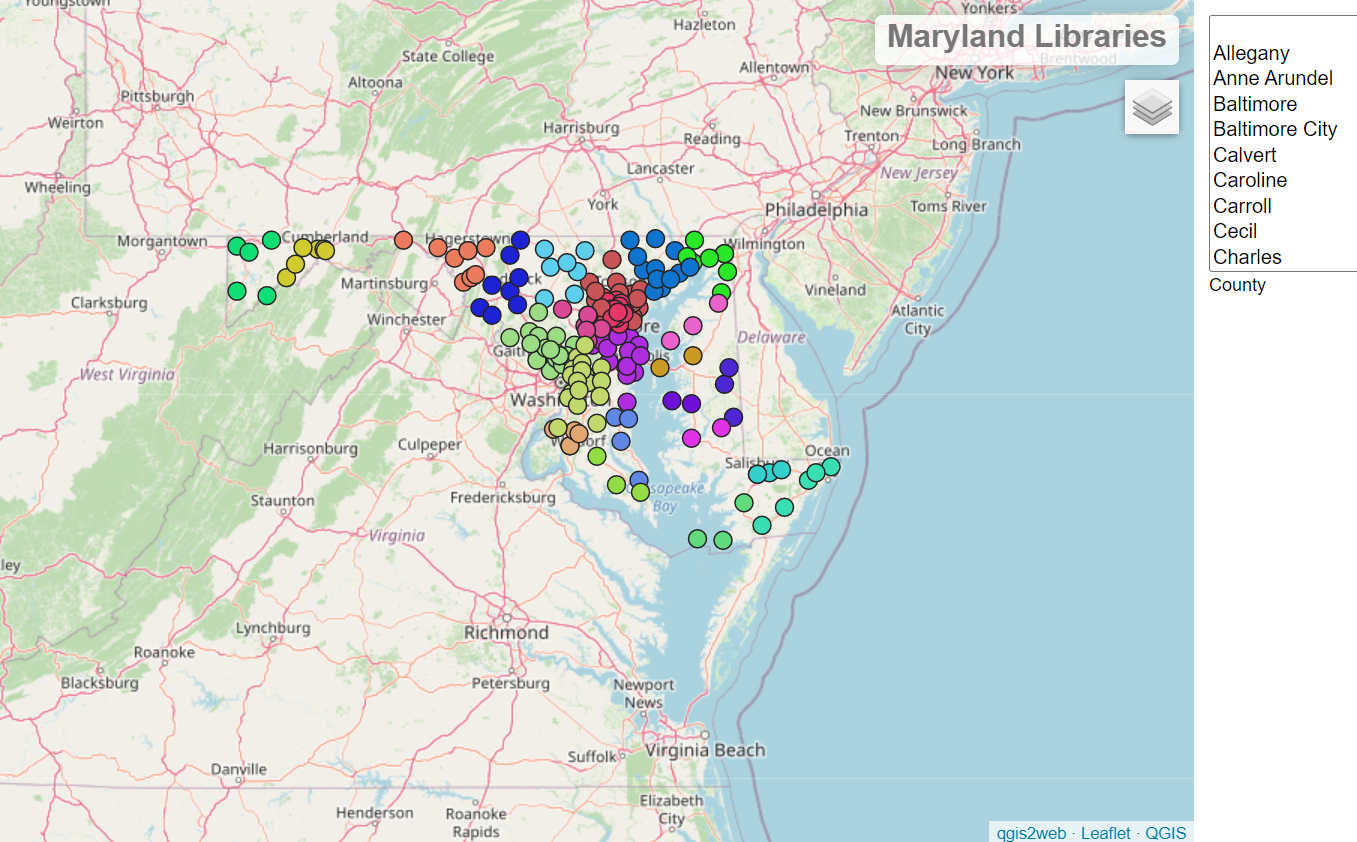 Youngstown
Yonkers
Hazleton
Maryland Libraries
State College
Brentwood
Allentown
New York
Altoona
Pittsburgh
New Brunswick
Weirton
Harrisburg
Reading
Trenton
Long Branch
Lancaster
New Jersey
Wheeling
York
Toms River
Philadelphia
Morgantown
Cumberland
Hagerstown
Wilmington
Martinsburg
Vineland
Clarksburg
Winchester
Atlantic
City
Delaware
West Virginia
Ocean
Harrisonburg
Culpeper
Fredericksburg
Bay
Staunton
Virginia
Lynchburg
Richmond
Roanoke
Blacksburg
Petersburg
Newport
News
Suffolk
Virginia Beach
Danville
Henderson
Roanoke
Rapids
Elizabeth
City
qgis2web · Leaflet · QGIS
Allegany
Anne Arundel
Baltimore
Baltimore City
Calvert
Caroline
Carroll
Cecil
Charles
County